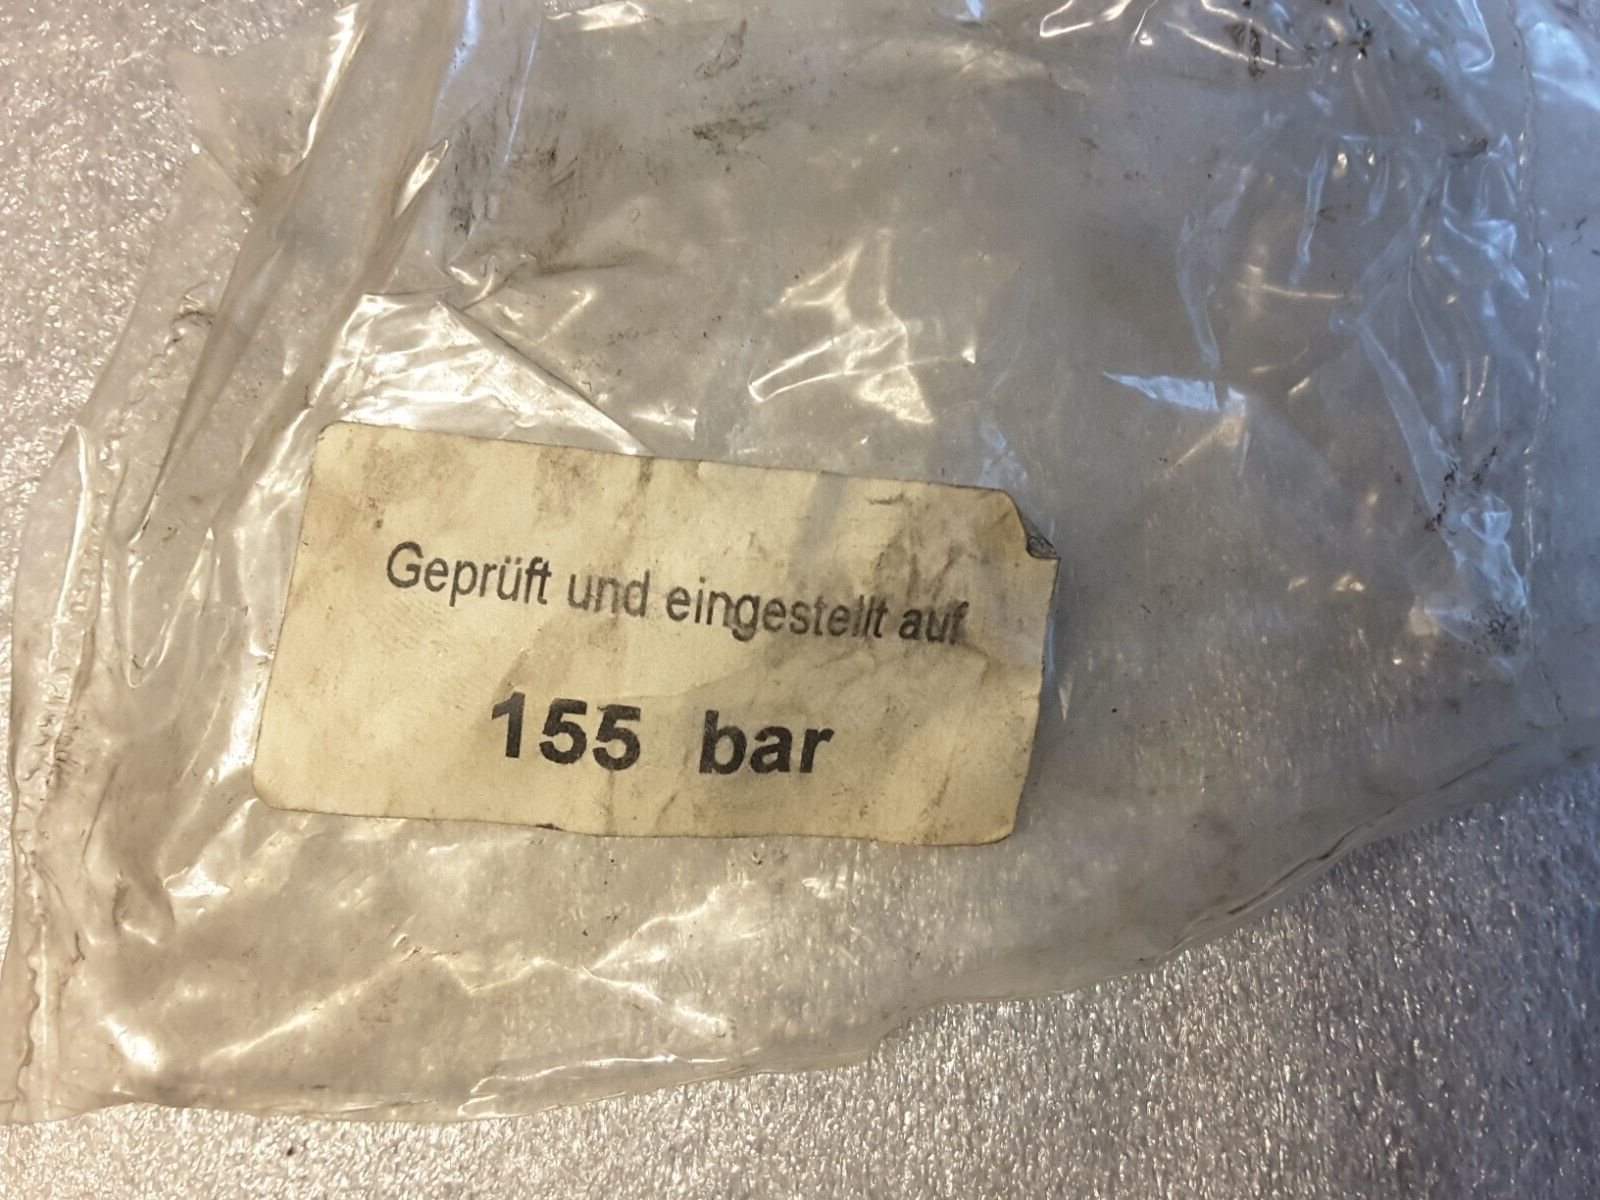 Geprüft und eingestellt auf
155 bar